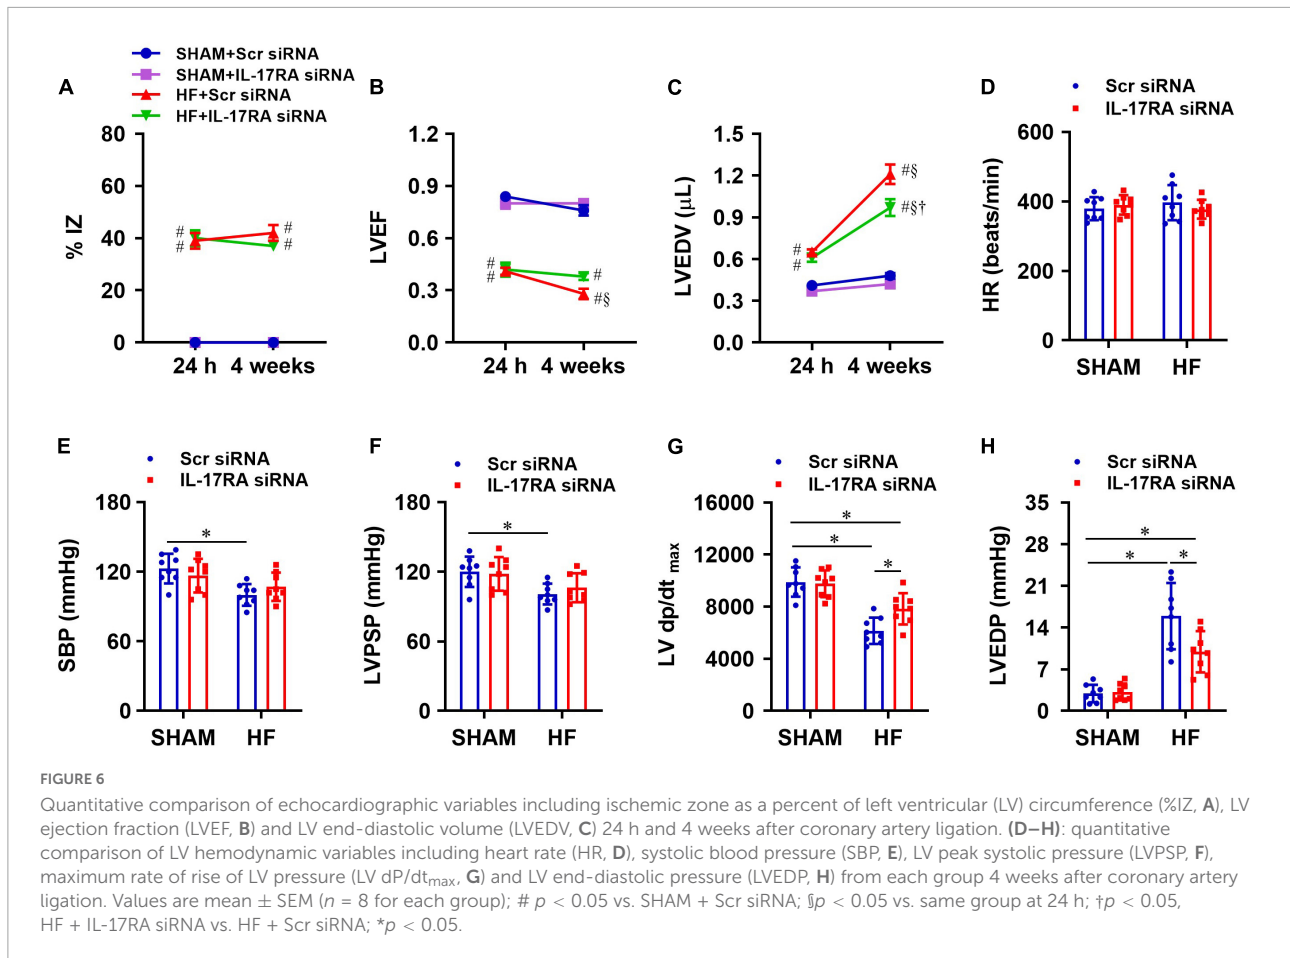 SHAM+Scr siRNA
SHAM+IL-17RA siRNA
HF+Scr siRNA
HF+IL-17RA siRNA
A
% IZ
80
60
40
20
0
#
#
#
#
24 h 4 weeks
B
LVEF
1.2
0.9
0.6
0.3
0.0
#
#
#
#§
24 h 4 weeks
C
LVEDV (µL)
1.5
1.2
0.9
0.6
0.3
0.0
#
#
#§
#§†
24 h 4 weeks
D
Scr siRNA
IL-17RA siRNA
HR (beats/min)
600
400
200
0
SHAM HF
E
Scr siRNA
IL-17RA siRNA
SBP (mmHg)
180
120
60
0
*
SHAM HF
F
Scr siRNA
IL-17RA siRNA
LVPSP (mmHg)
180
120
60
0
*
SHAM HF
G
Scr siRNA
IL-17RA siRNA
LV dp/dt max
16000
12000
8000
4000
0
*
*
*
SHAM HF
H
Scr siRNA
IL-17RA siRNA
LVEDP (mmHg)
35
28
21
14
7
0
*
*
*
SHAM HF
FIGURE 6
Quantitative comparison of echocardiographic variables including ischemic zone as a percent of left ventricular (LV) circumference (%IZ, A), LV
ejection fraction (LVEF, B) and LV end-diastolic volume (LVEDV, C) 24 h and 4 weeks after coronary artery ligation. (D–H): quantitative
comparison of LV hemodynamic variables including heart rate (HR, D), systolic blood pressure (SBP, E), LV peak systolic pressure (LVPSP, F),
maximum rate of rise of LV pressure (LV dP/dtmax, G) and LV end-diastolic pressure (LVEDP, H) from each group 4 weeks after coronary artery
ligation. Values are mean ± SEM (n = 8 for each group); # p < 0.05 vs. SHAM + Scr siRNA; §p < 0.05 vs. same group at 24 h; †p < 0.05,
HF + IL-17RA siRNA vs. HF + Scr siRNA; *p < 0.05.